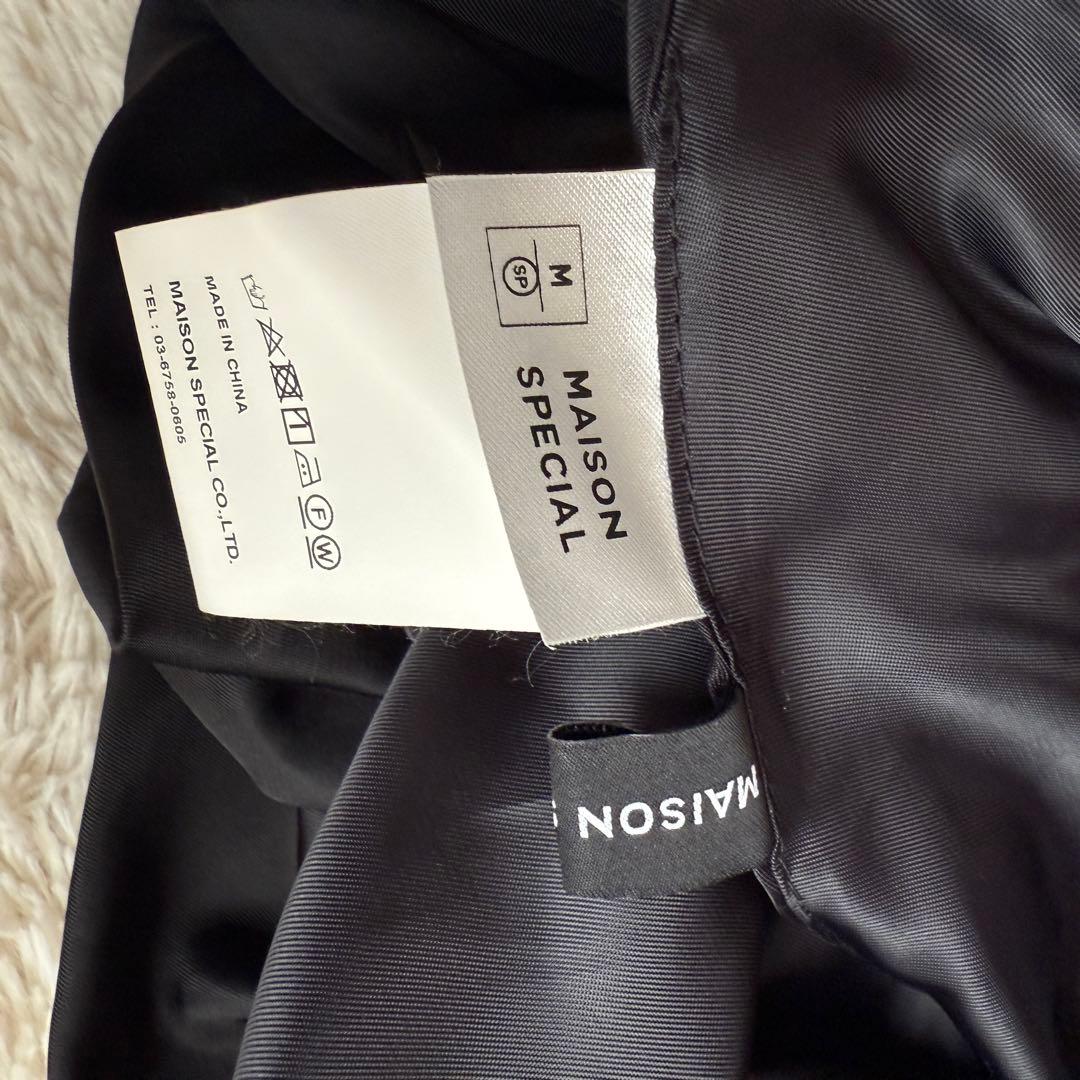 M
SP
MAISON
SPECIAL
F
W
MADE IN CHINA
MAISON SPECIAL CO.,LTD.
TEL : 03-6758-0605
MAISON